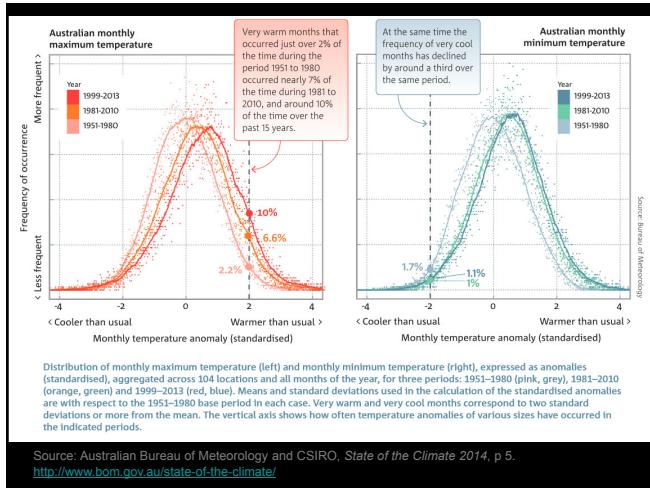 Australian monthly
maximum temperature
Very warm months that
occurred just over 2% of
the time during the
period 1951 to 1980
occurred nearly 7% of
the time during 1981 to
2010, and around 10%
of the time over the
past 15 years.
At the same time the
frequency of very cool
months has declined
by around a third over
the same period.
Australian monthly
minimum temperature
Year
1999-2013
1981-2010
1951-1980
Year
1999-2013
1981-2010
1951-1980
More frequent >
Frequency of occurrence
< Less frequent
10%
6.6%
2.2%
1.7%
1.1%
1%
-4 -2 0 2 4
-4 -2 0 2 4
< Cooler than usual Warmer than usual >
< Cooler than usual Warmer than usual >
Monthly temperature anomaly (standardised)
Monthly temperature anomaly (standardised)
Source: Bureau of Meteorology
Distribution of monthly maximum temperature (left) and monthly minimum temperature (right), expressed as anomalies
(standardised), aggregated across 104 locations and all months of the year, for three periods: 1951–1980 (pink, grey), 1981–2010
(orange, green) and 1999–2013 (red, blue). Means and standard deviations used in the calculation of the standardised anomalies
are with respect to the 1951–1980 base period in each case. Very warm and very cool months correspond to two standard
deviations or more from the mean. The vertical axis shows how often temperature anomalies of various sizes have occurred in
the indicated periods.
Source: Australian Bureau of Meteorology and CSIRO, State of the Climate 2014, p 5.
http://www.bom.gov.au/state-of-the-climate/